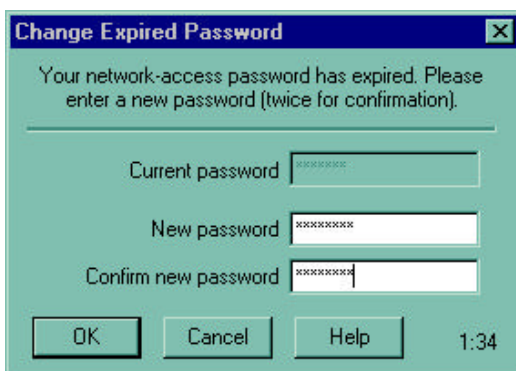 Change Expired Password
Your network-access password has expired. Please
enter a new password (twice for confirmation).
Current password *******
New password ********
Confirm new password ********
OK Cancel Help 1:34